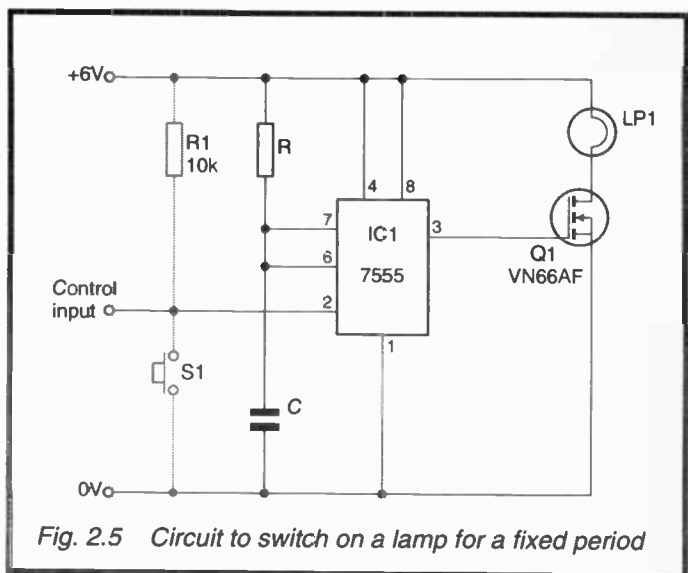 +6V
LP1
R1
10k
R
4
8
7
IC1
3
6
7555
Q1
VN66AF
Control
input
2
1
S1
C
0V
Fig. 2.5 Circuit to switch on a lamp for a fixed period